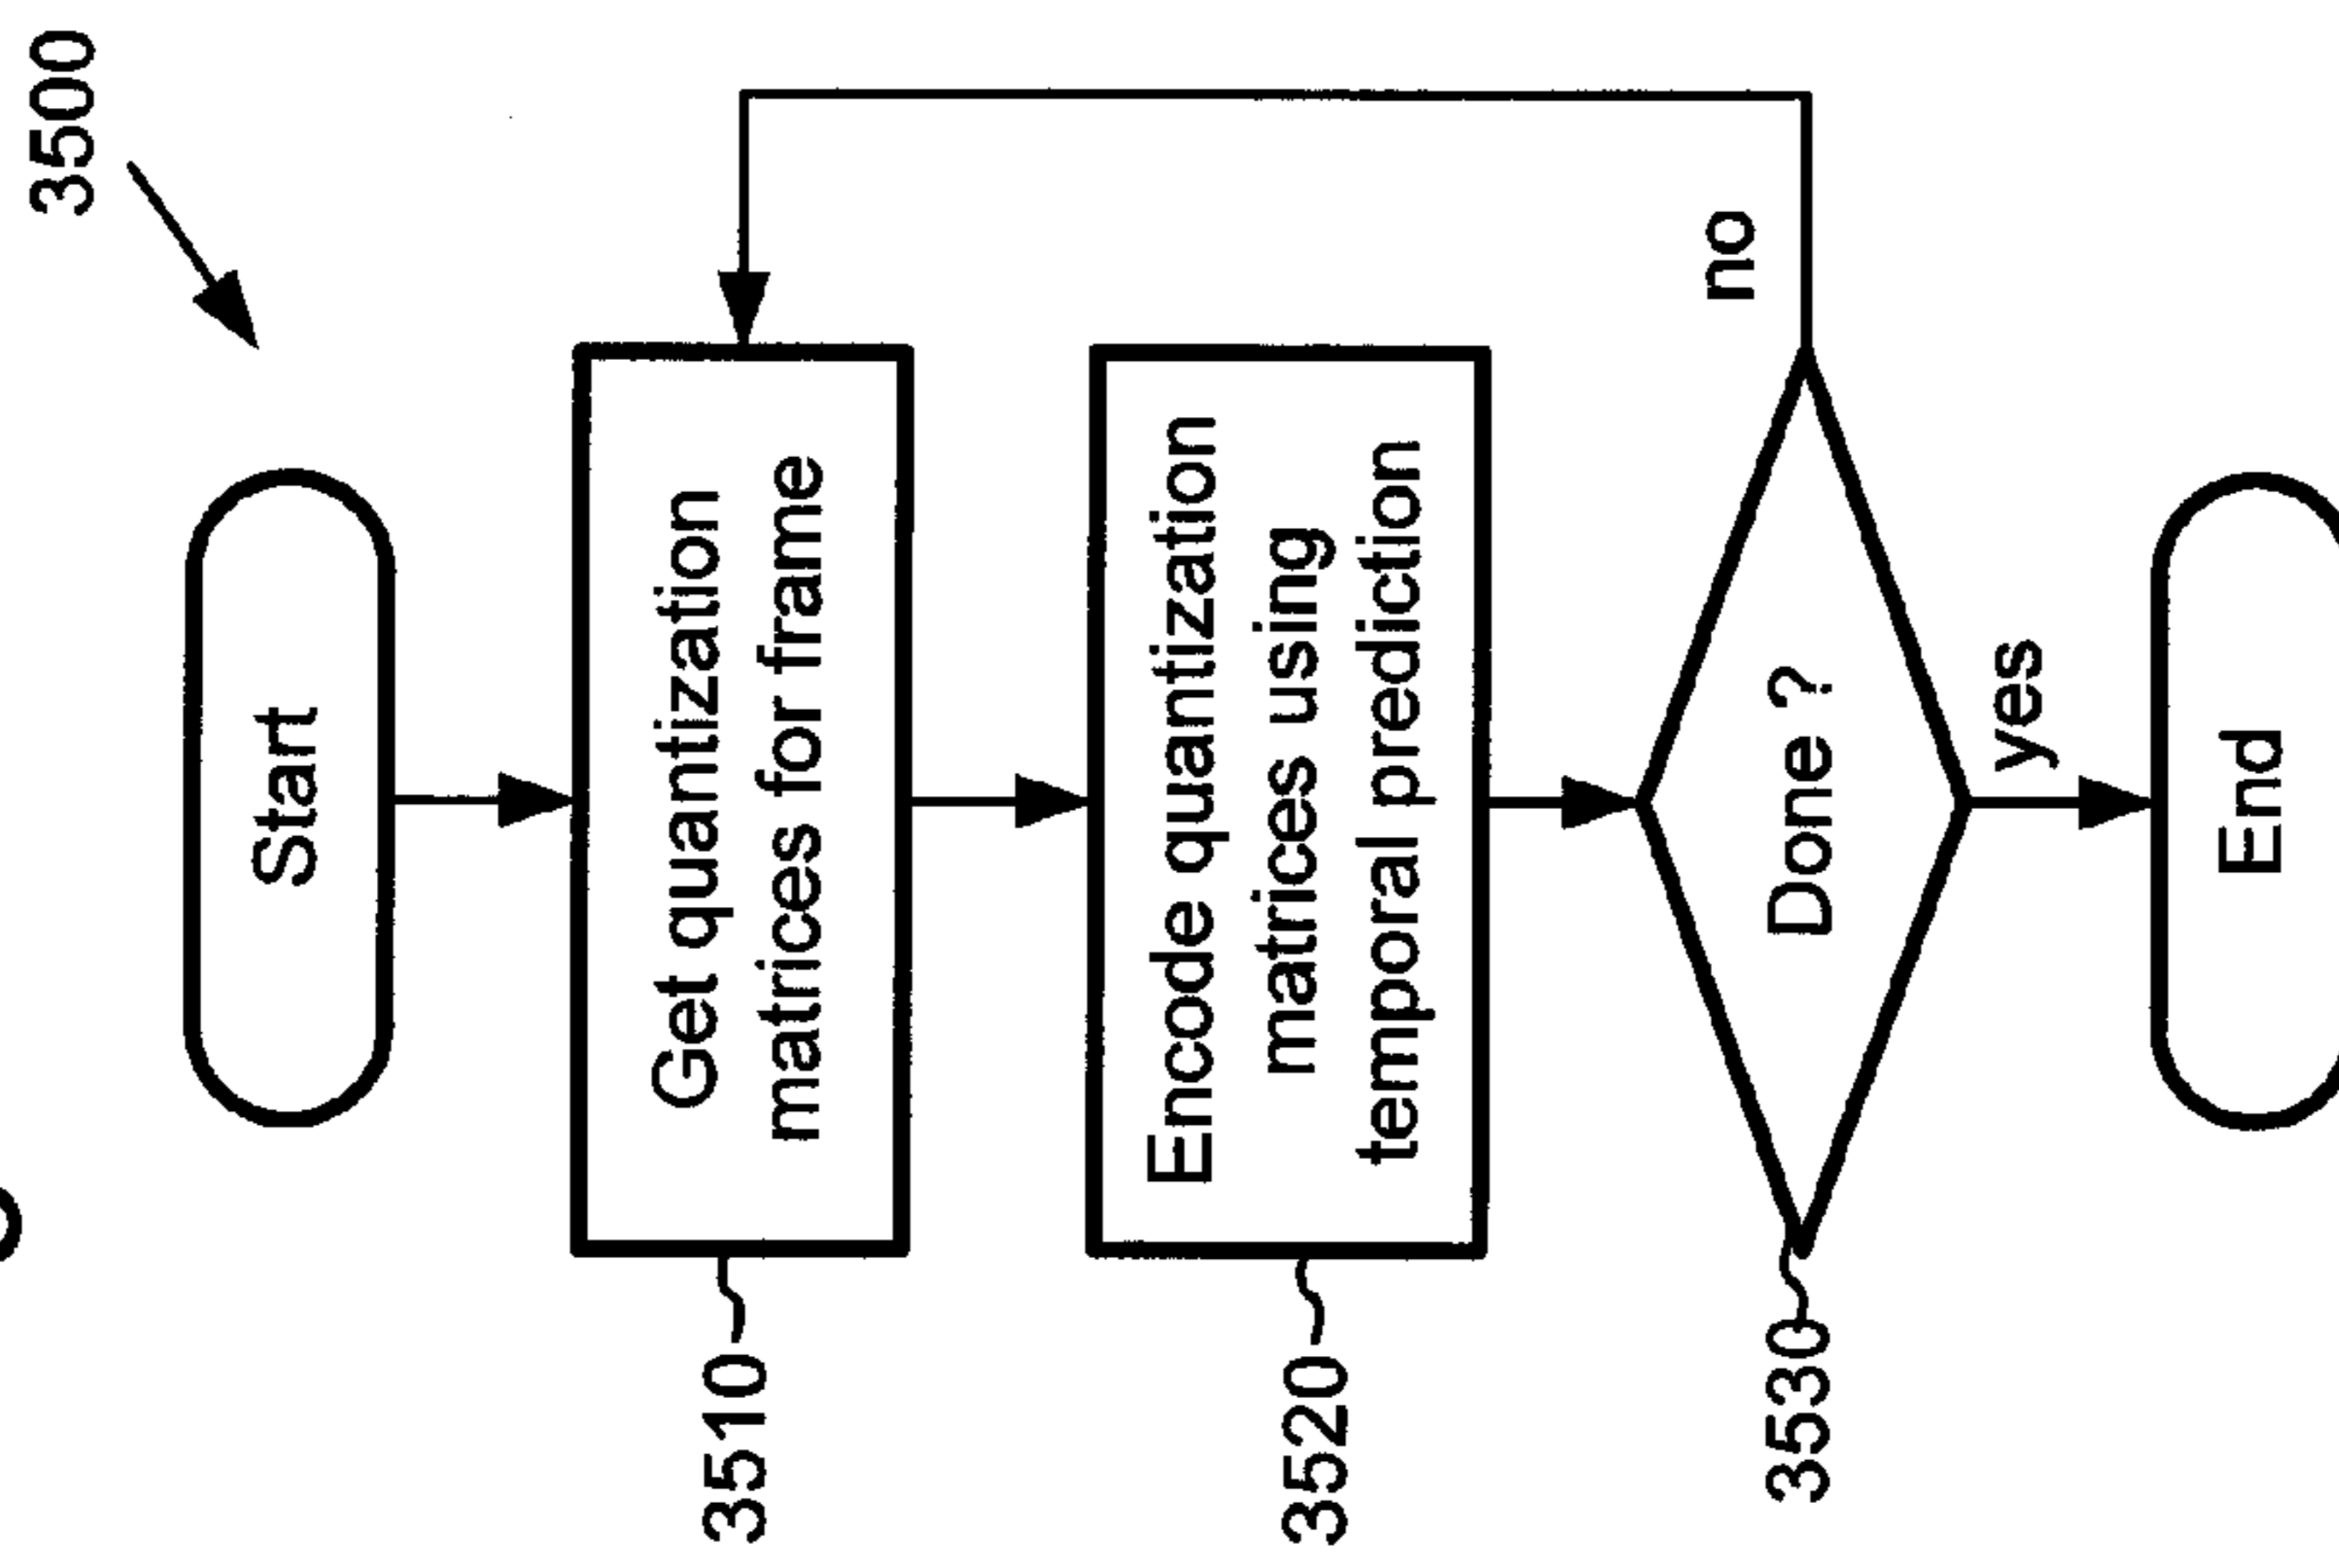 3500
Start
Get quantization
matrices for frame
3510
Encode quantization
matrices using
temporal prediction
3520
Done ?
3530
no
yes
End